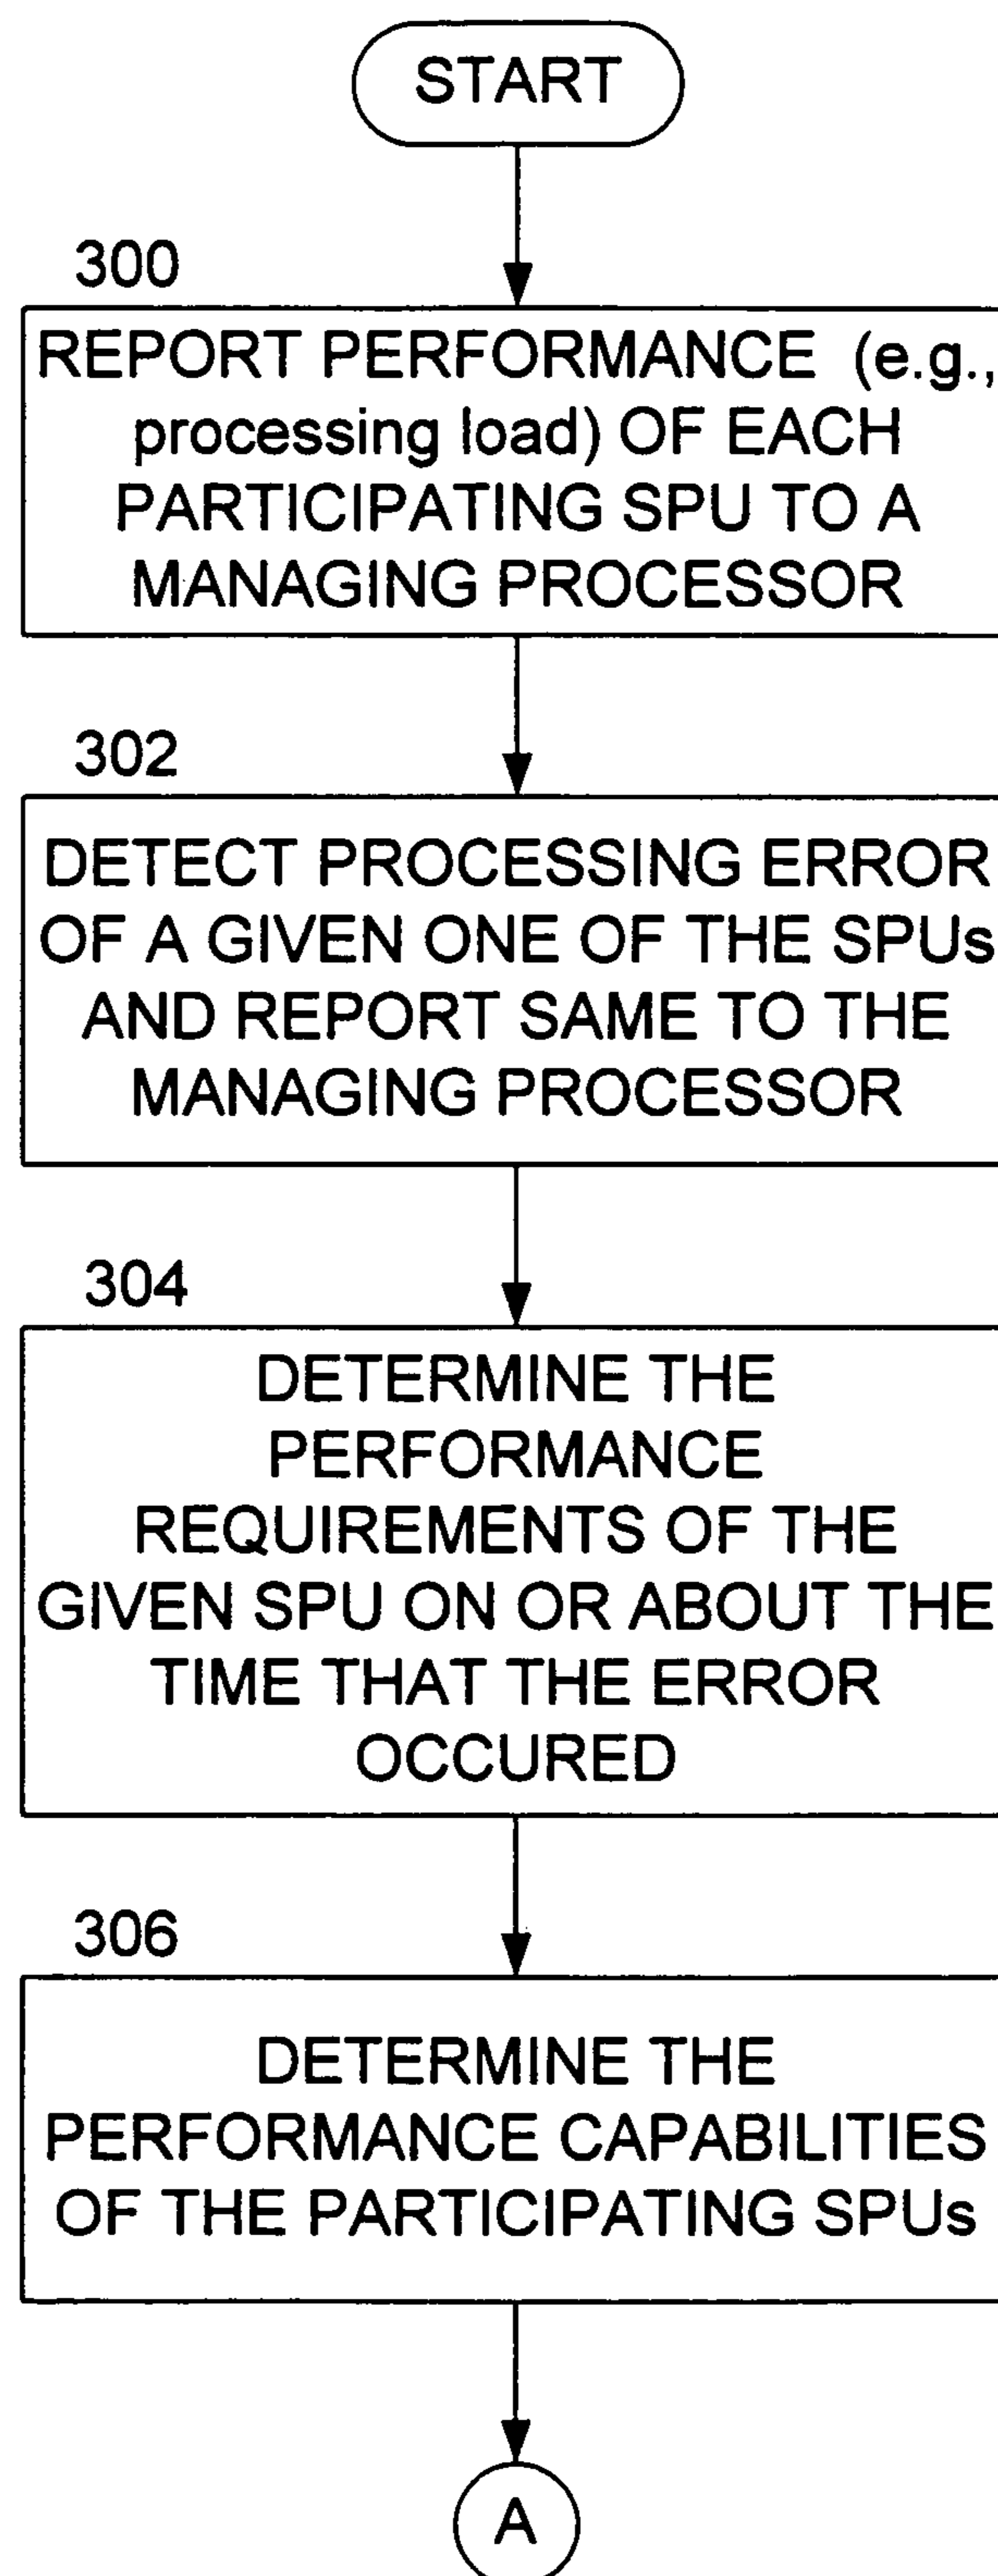 START
300
REPORT PERFORMANCE (e.g.,
processing load) OF EACH
PARTICIPATING SPU TO A
MANAGING PROCESSOR
302
DETECT PROCESSING ERROR
OF A GIVEN ONE OF THE SPUs
AND REPORT SAME TO THE
MANAGING PROCESSOR
304
DETERMINE THE
PERFORMANCE
REQUIREMENTS OF THE
GIVEN SPU ON OR ABOUT THE
TIME THAT THE ERROR
OCCURED
306
DETERMINE THE
PERFORMANCE CAPABILITIES
OF THE PARTICIPATING SPUs
A